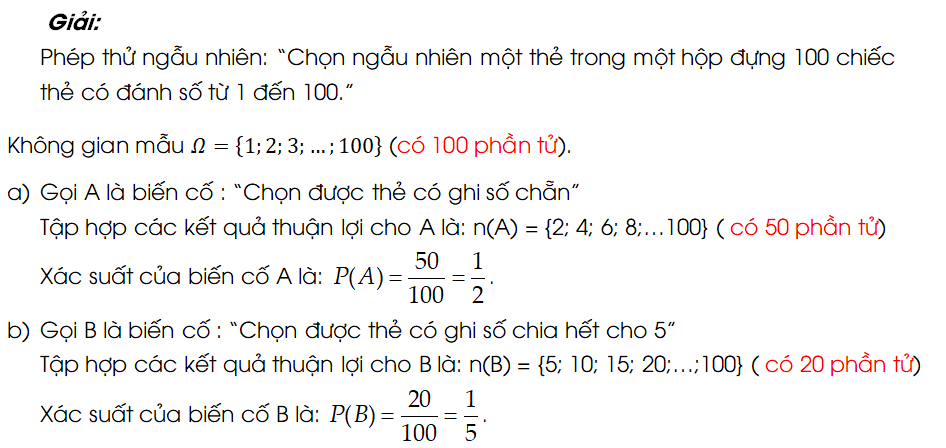 Giải:
Phép thử ngẫu nhiên: “Chọn ngẫu nhiên một thẻ trong một hộp đựng 100 chiếc
thẻ có đánh số từ 1 đến 100.”
Không gian mẫu Ω = {1; 2; 3; … ; 100} (có 100 phần tử).
a) Gọi A là biến cố : “Chọn được thẻ có ghi số chẵn”
Tập hợp các kết quả thuận lợi cho A là: n(A) = {2; 4; 6; 8;…100} ( có 50 phần tử)
Xác suất của biến cố A là: P(A) = 50/100 = 1/2.
b) Gọi B là biến cố : “Chọn được thẻ có ghi số chia hết cho 5”
Tập hợp các kết quả thuận lợi cho B là: n(B) = {5; 10; 15; 20;…;100} ( có 20 phần tử)
Xác suất của biến cố B là: P(B) = 20/100 = 1/5.